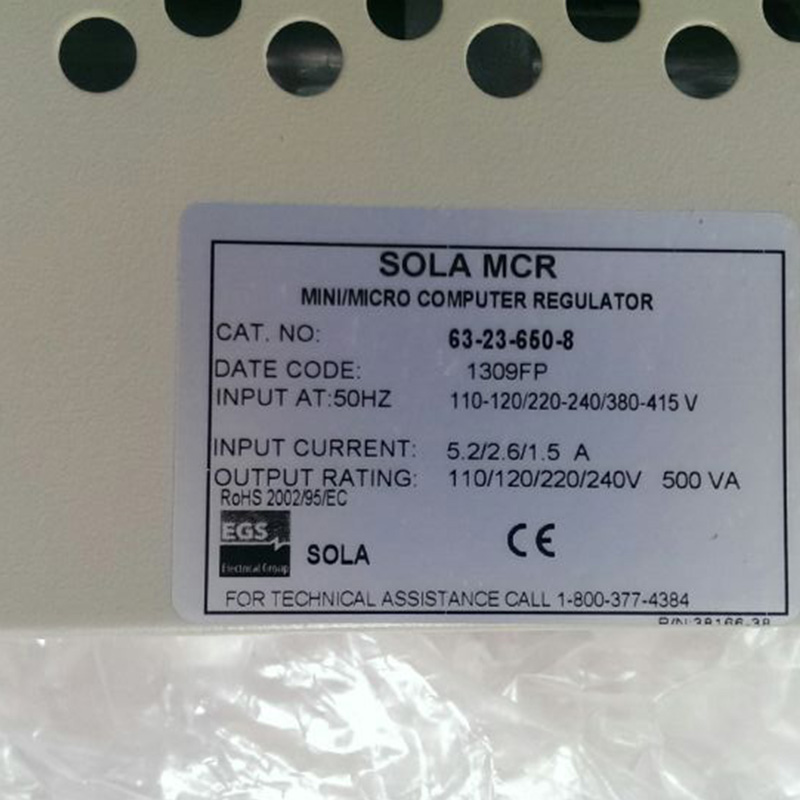 SOLA MCR
MINI/MICRO COMPUTER REGULATOR
CAT. NO: 63-23-650-8
DATE CODE: 1309FP
INPUT AT:50HZ 110-120/220-240/380-415 V
INPUT CURRENT: 5.2/2.6/1.5 A
OUTPUT RATING: 110/120/220/240V 500 VA
RoHS 2002/95/EC
EGS
Electrical Group
SOLA
CE
FOR TECHNICAL ASSISTANCE CALL 1-800-377-4384
P/N:38166-38